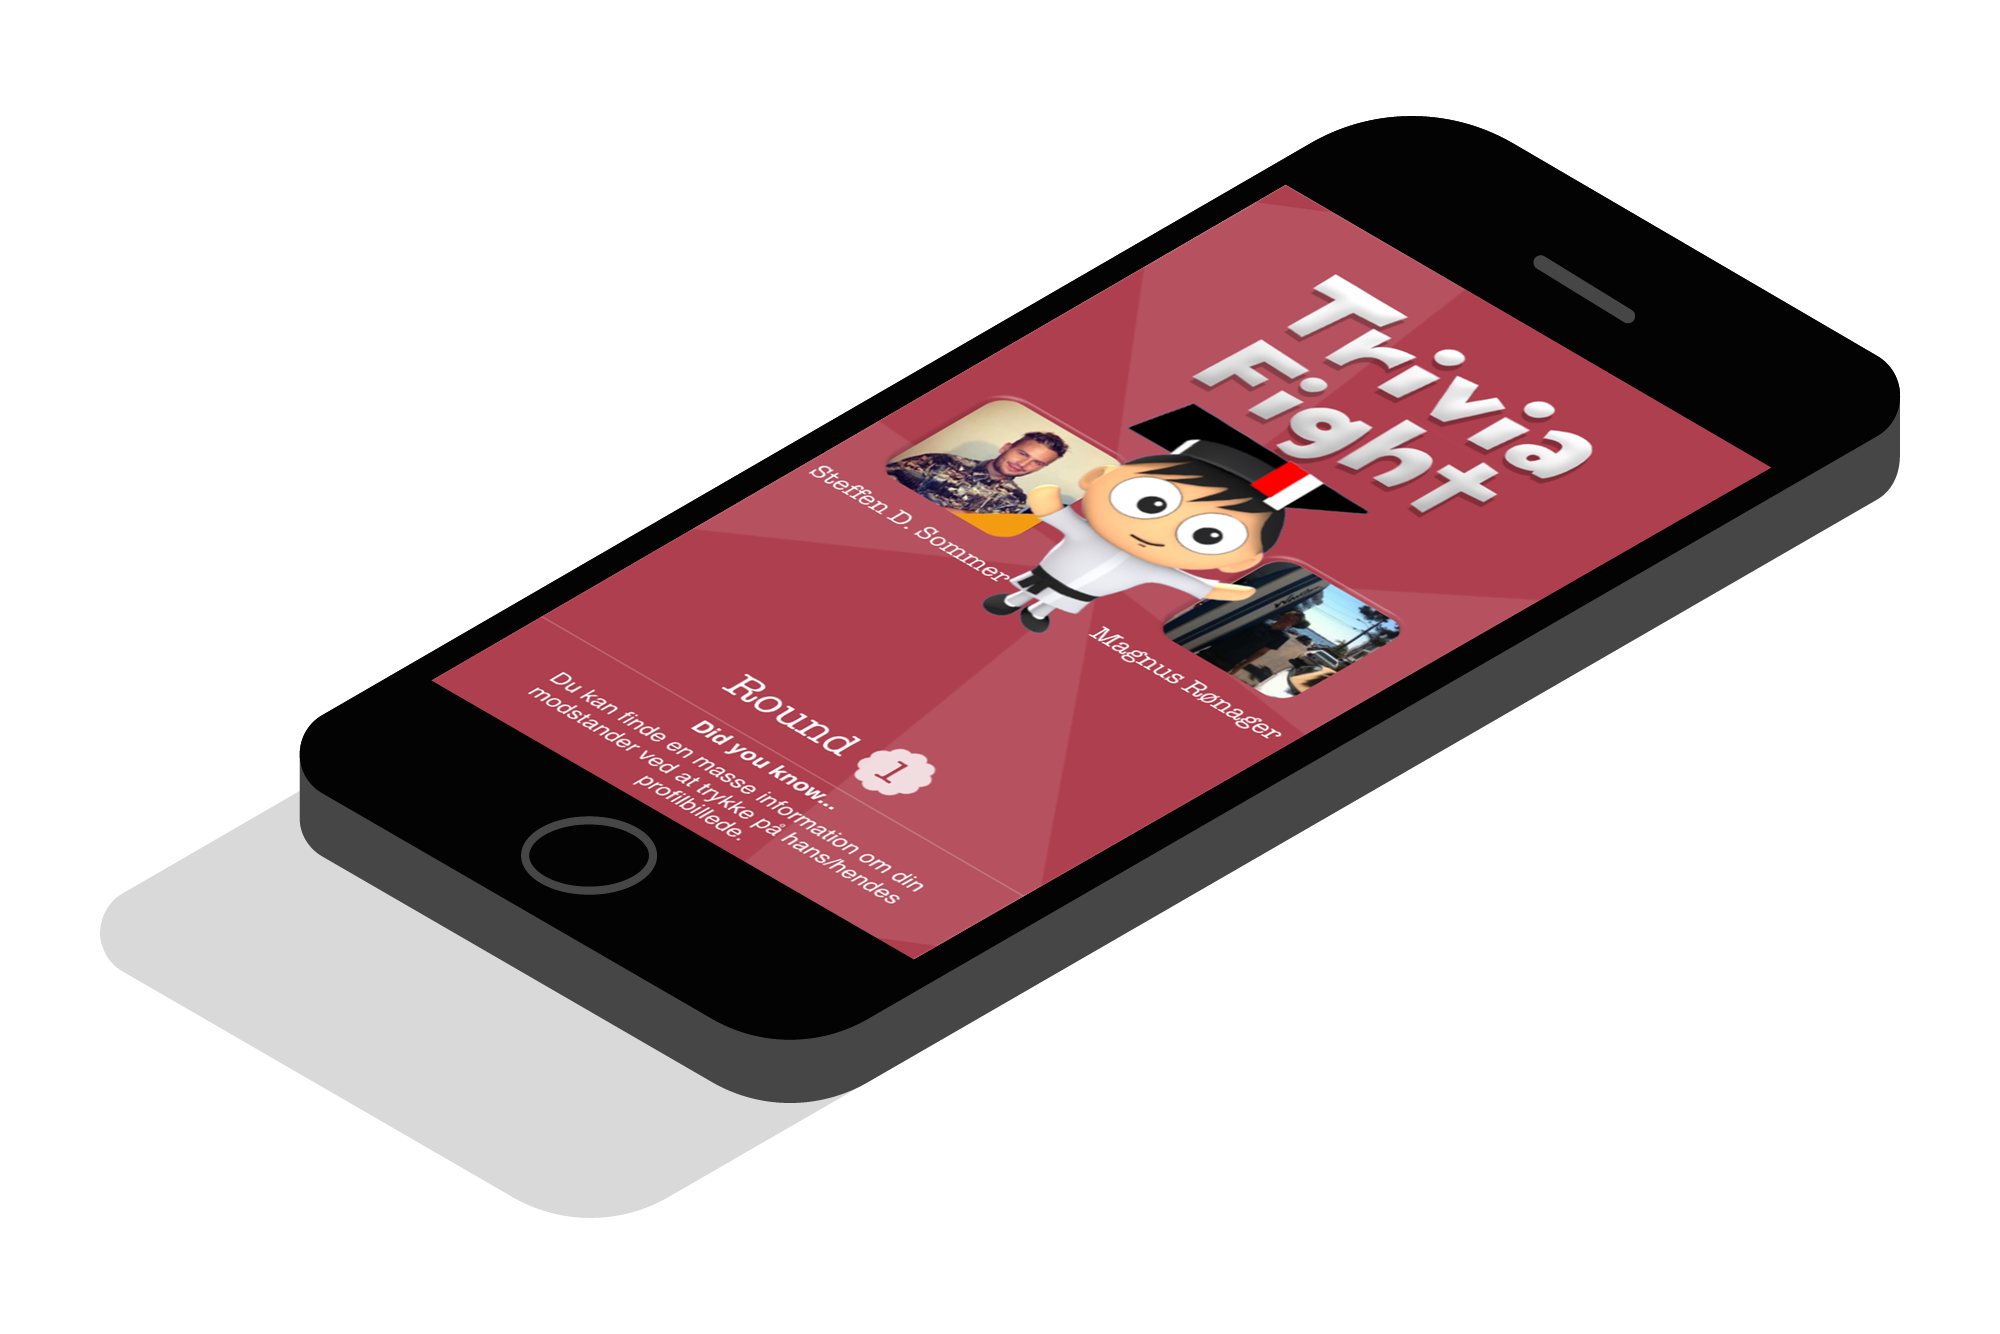 Trivia
Fight
Steffen D. Sommer
Magnus Rønager
Round 1
Did you know...
Du kan finde en masse information om din
modstander ved at trykke på hans/hendes
profilbillede.